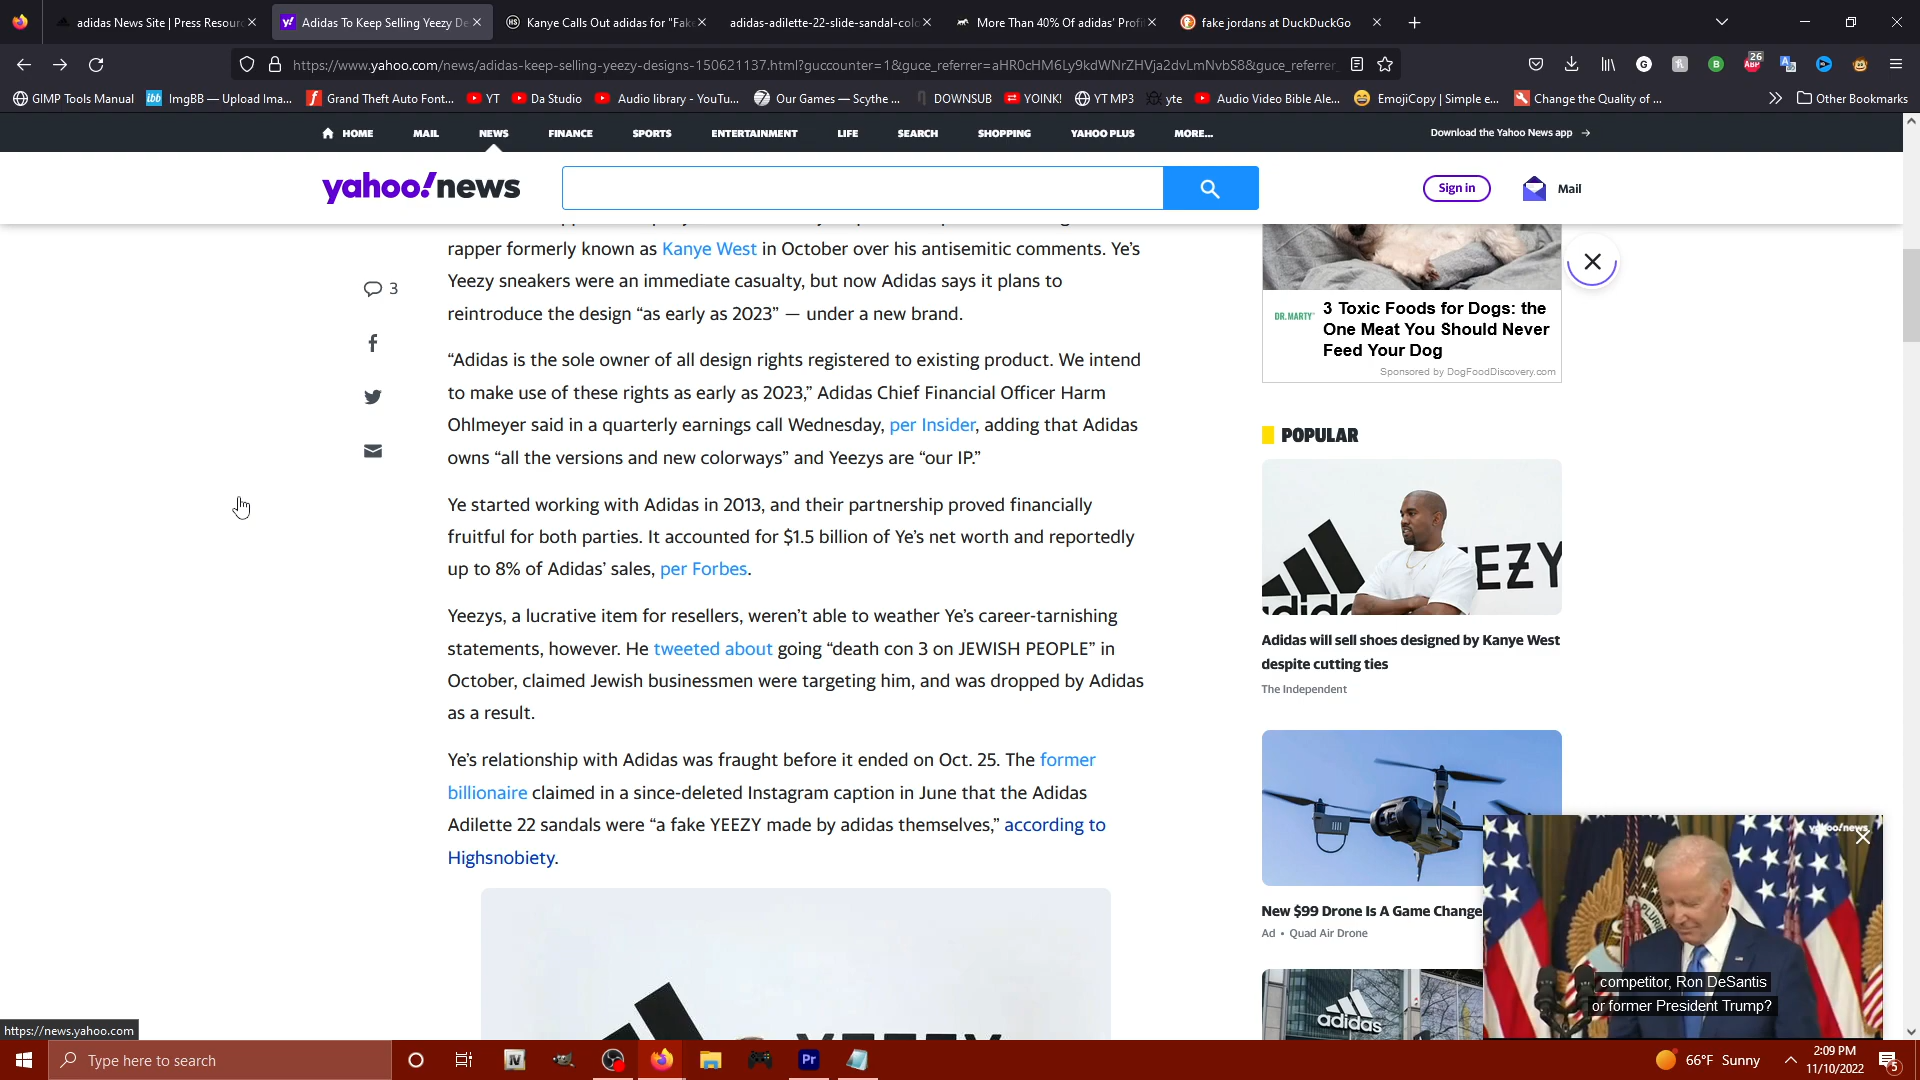 adidas News Site | Press Resour
Adidas To Keep Selling Yeezy De
Kanye Calls Out adidas for "Fak
adidas-adilette-22-slide-sandal-colo
More Than 40% Of adidas' Profi
fake jordans at DuckDuckGo
https://www.yahoo.com/news/adidas-keep-selling-yeezy-designs-150621137.html?guccounter=1&guce_referrer=aHR0cHM6Ly9kdWNrZHVja2dvLmNvbS8&guce_referrer_
26
GIMP Tools Manual
ImgBB — Upload Ima...
Grand Theft Auto Font...
YT
Da Studio
Audio library - YouTu...
Our Games — Scythe ...
DOWNSUB
YOINK!
YT MP3
yte
Audio Video Bible Ale...
EmojiCopy | Simple e...
Change the Quality of ...
Other Bookmarks
HOME
MAIL
NEWS
FINANCE
SPORTS
ENTERTAINMENT
LIFE
SEARCH
SHOPPING
YAHOO PLUS
MORE...
Download the Yahoo News app →
yahoo!news
Sign in
Mail
rapper formerly known as Kanye West in October over his antisemitic comments. Ye's
Yeezy sneakers were an immediate casualty, but now Adidas says it plans to
reintroduce the design “as early as 2023” — under a new brand.
3
“Adidas is the sole owner of all design rights registered to existing product. We intend
to make use of these rights as early as 2023,” Adidas Chief Financial Officer Harm
Ohlmeyer said in a quarterly earnings call Wednesday, per Insider, adding that Adidas
owns “all the versions and new colorways” and Yeezys are “our IP.”
Ye started working with Adidas in 2013, and their partnership proved financially
fruitful for both parties. It accounted for $1.5 billion of Ye's net worth and reportedly
up to 8% of Adidas' sales, per Forbes.
Yeezys, a lucrative item for resellers, weren't able to weather Ye's career-tarnishing
statements, however. He tweeted about going “death con 3 on JEWISH PEOPLE” in
October, claimed Jewish businessmen were targeting him, and was dropped by Adidas
as a result.
Ye's relationship with Adidas was fraught before it ended on Oct. 25. The former
billionaire claimed in a since-deleted Instagram caption in June that the Adidas
Adilette 22 sandals were “a fake YEEZY made by adidas themselves,” according to
Highsnobiety.
YEEZY
DR. MARTY
3 Toxic Foods for Dogs: the
One Meat You Should Never
Feed Your Dog
Sponsored by DogFoodDiscovery.com
POPULAR
adidas
YEEZY
Adidas will sell shoes designed by Kanye West
despite cutting ties
The Independent
New $99 Drone Is A Game Change
Ad • Quad Air Drone
adidas
yahoo!news
competitor, Ron DeSantis
or former President Trump?
https://news.yahoo.com
Type here to search
IV
Pr
66°F Sunny
2:09 PM
11/10/2022
5